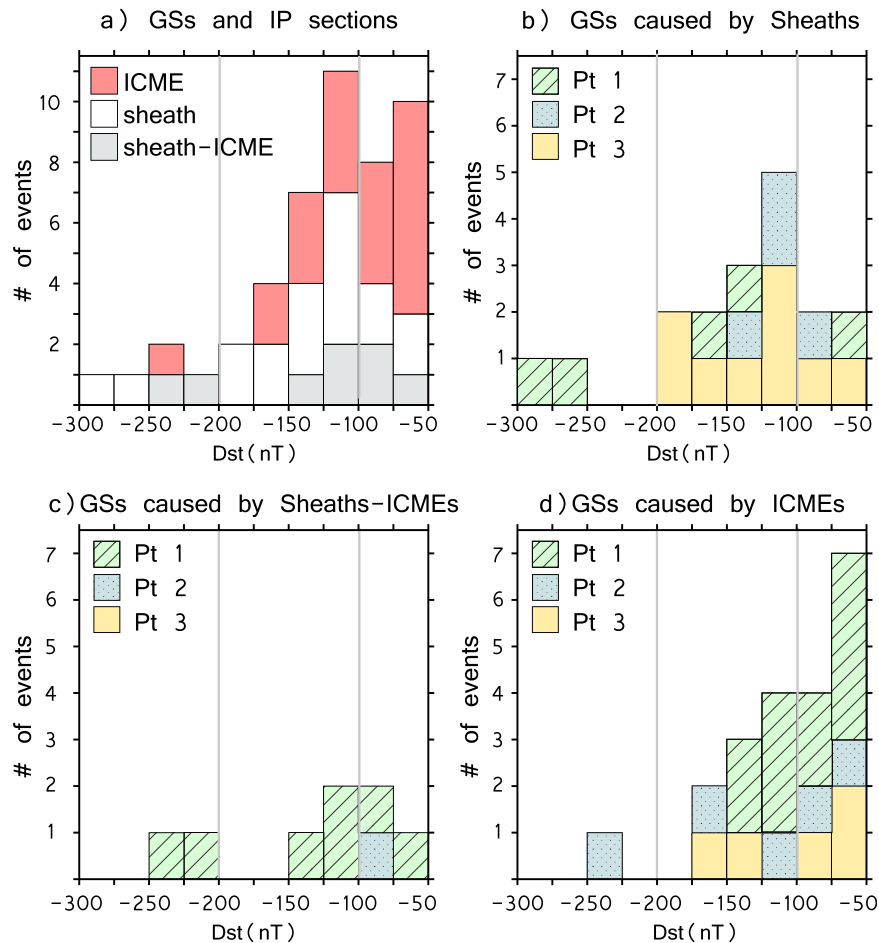 a) GSs and IP sections
ICME
sheath
sheath-ICME
# of events
10
8
6
4
2
-300 -250 -200 -150 -100 -50
Dst(nT)
b) GSs caused by Sheaths
Pt 1
Pt 2
Pt 3
# of events
7
6
5
4
3
2
1
-300 -250 -200 -150 -100 -50
Dst(nT)
c) GSs caused by Sheaths-ICMEs
Pt 1
Pt 2
Pt 3
# of events
7
6
5
4
3
2
1
-300 -250 -200 -150 -100 -50
Dst(nT)
d) GSs caused by ICMEs
Pt 1
Pt 2
Pt 3
# of events
7
6
5
4
3
2
1
-300 -250 -200 -150 -100 -50
Dst(nT)